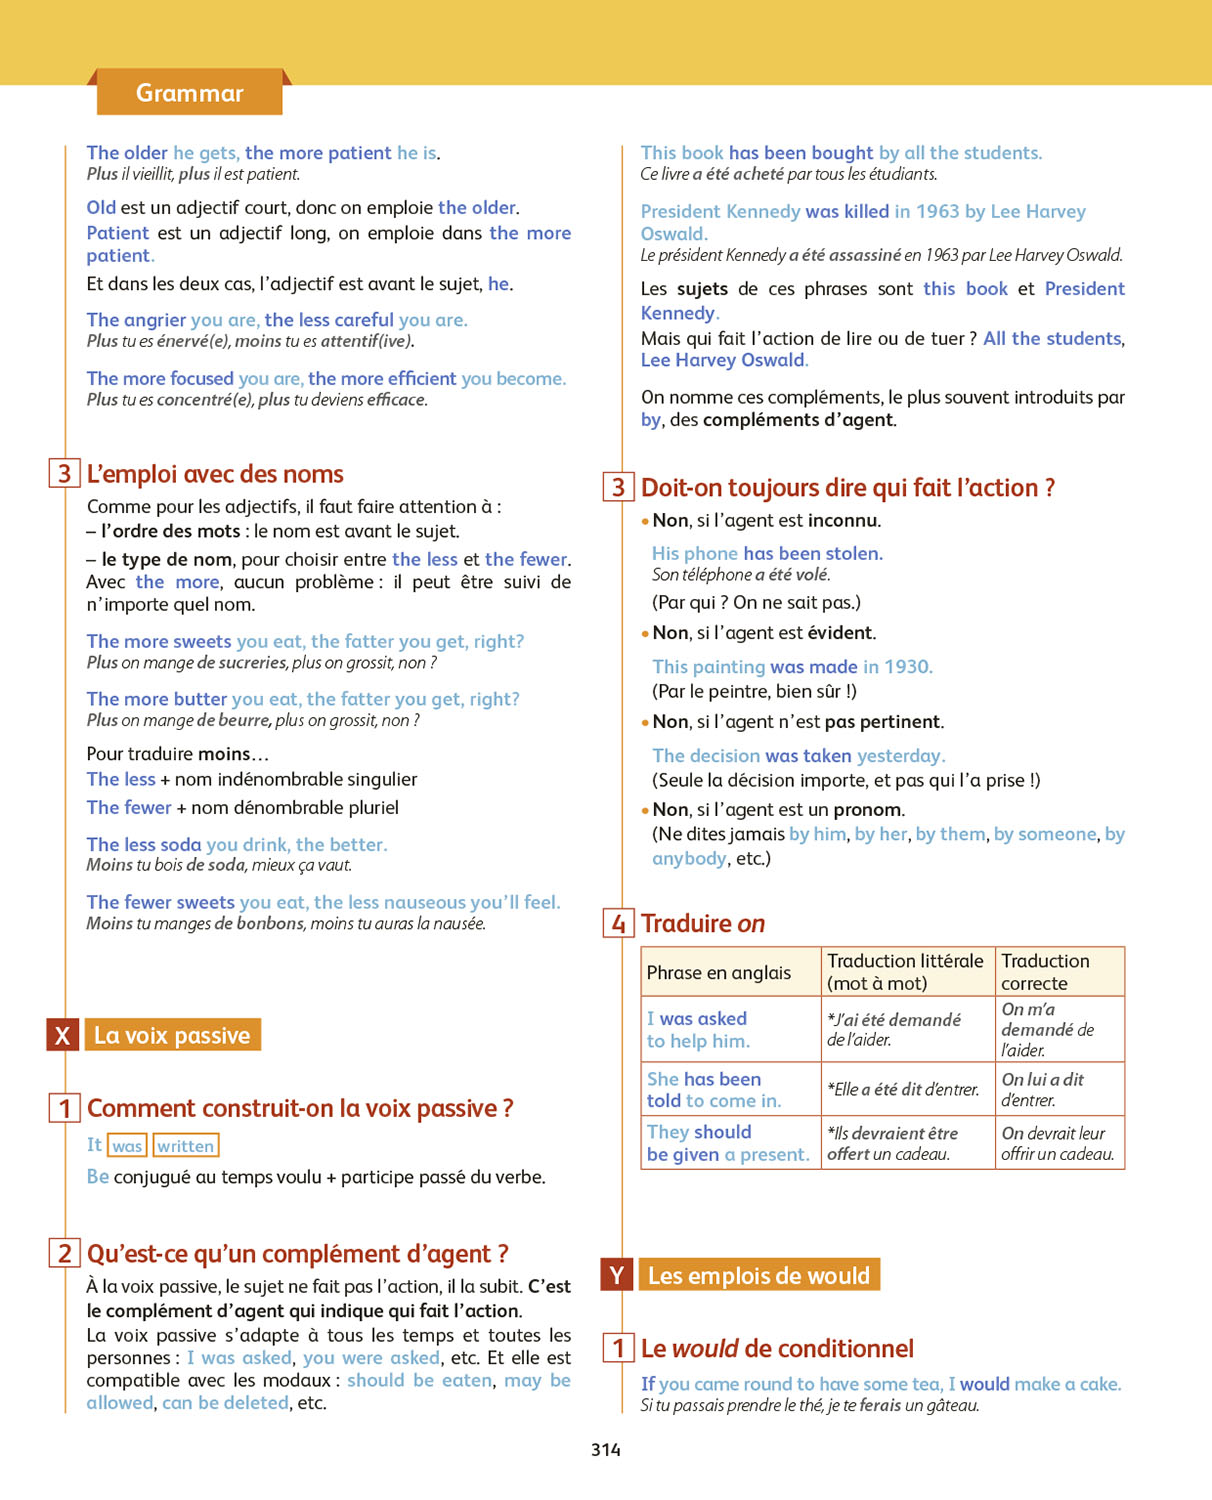 Grammar
The older he gets, the more patient he is.
Plus il vieillit, plus il est patient.
Old est un adjectif court, donc on emploie the older.
Patient est un adjectif long, on emploie dans the more
patient.
Et dans les deux cas, l’adjectif est avant le sujet, he.
The angrier you are, the less careful you are.
Plus tu es énervé(e), moins tu es attentif(ive).
The more focused you are, the more efficient you become.
Plus tu es concentré(e), plus tu deviens efficace.
3 L’emploi avec des noms
Comme pour les adjectifs, il faut faire attention à :
– l’ordre des mots : le nom est avant le sujet.
– le type de nom, pour choisir entre the less et the fewer.
Avec the more, aucun problème : il peut être suivi de
n’importe quel nom.
The more sweets you eat, the fatter you get, right?
Plus on mange de sucreries, plus on grossit, non ?
The more butter you eat, the fatter you get, right?
Plus on mange de beurre, plus on grossit, non ?
Pour traduire moins…
The less + nom indénombrable singulier
The fewer + nom dénombrable pluriel
The less soda you drink, the better.
Moins tu bois de soda, mieux ça vaut.
The fewer sweets you eat, the less nauseous you’ll feel.
Moins tu manges de bonbons, moins tu auras la nausée.
X La voix passive
1 Comment construit-on la voix passive ?
It was written
Be conjugué au temps voulu + participe passé du verbe.
2 Qu’est-ce qu’un complément d’agent ?
À la voix passive, le sujet ne fait pas l’action, il la subit. C’est
le complément d’agent qui indique qui fait l’action.
La voix passive s’adapte à tous les temps et toutes les
personnes : I was asked, you were asked, etc. Et elle est
compatible avec les modaux : should be eaten, may be
allowed, can be deleted, etc.
This book has been bought by all the students.
Ce livre a été acheté par tous les étudiants.
President Kennedy was killed in 1963 by Lee Harvey
Oswald.
Le président Kennedy a été assassiné en 1963 par Lee Harvey Oswald.
Les sujets de ces phrases sont this book et President
Kennedy.
Mais qui fait l’action de lire ou de tuer ? All the students,
Lee Harvey Oswald.
On nomme ces compléments, le plus souvent introduits par
by, des compléments d’agent.
3 Doit-on toujours dire qui fait l’action ?
• Non, si l’agent est inconnu.
His phone has been stolen.
Son téléphone a été volé.
(Par qui ? On ne sait pas.)
• Non, si l’agent est évident.
This painting was made in 1930.
(Par le peintre, bien sûr !)
• Non, si l’agent n’est pas pertinent.
The decision was taken yesterday.
(Seule la décision importe, et pas qui l’a prise !)
• Non, si l’agent est un pronom.
(Ne dites jamais by him, by her, by them, by someone, by
anybody, etc.)
4 Traduire on
Phrase en anglais
Traduction littérale
(mot à mot)
Traduction
correcte
I was asked
to help him.
*J’ai été demandé
de l’aider.
On m’a
demandé de
l’aider.
She has been
told to come in.
*Elle a été dit d’entrer.
On lui a dit
d’entrer.
They should
be given a present.
*Ils devraient être
offert un cadeau.
On devrait leur
offrir un cadeau.
Y Les emplois de would
1 Le would de conditionnel
If you came round to have some tea, I would make a cake.
Si tu passais prendre le thé, je te ferais un gâteau.
314